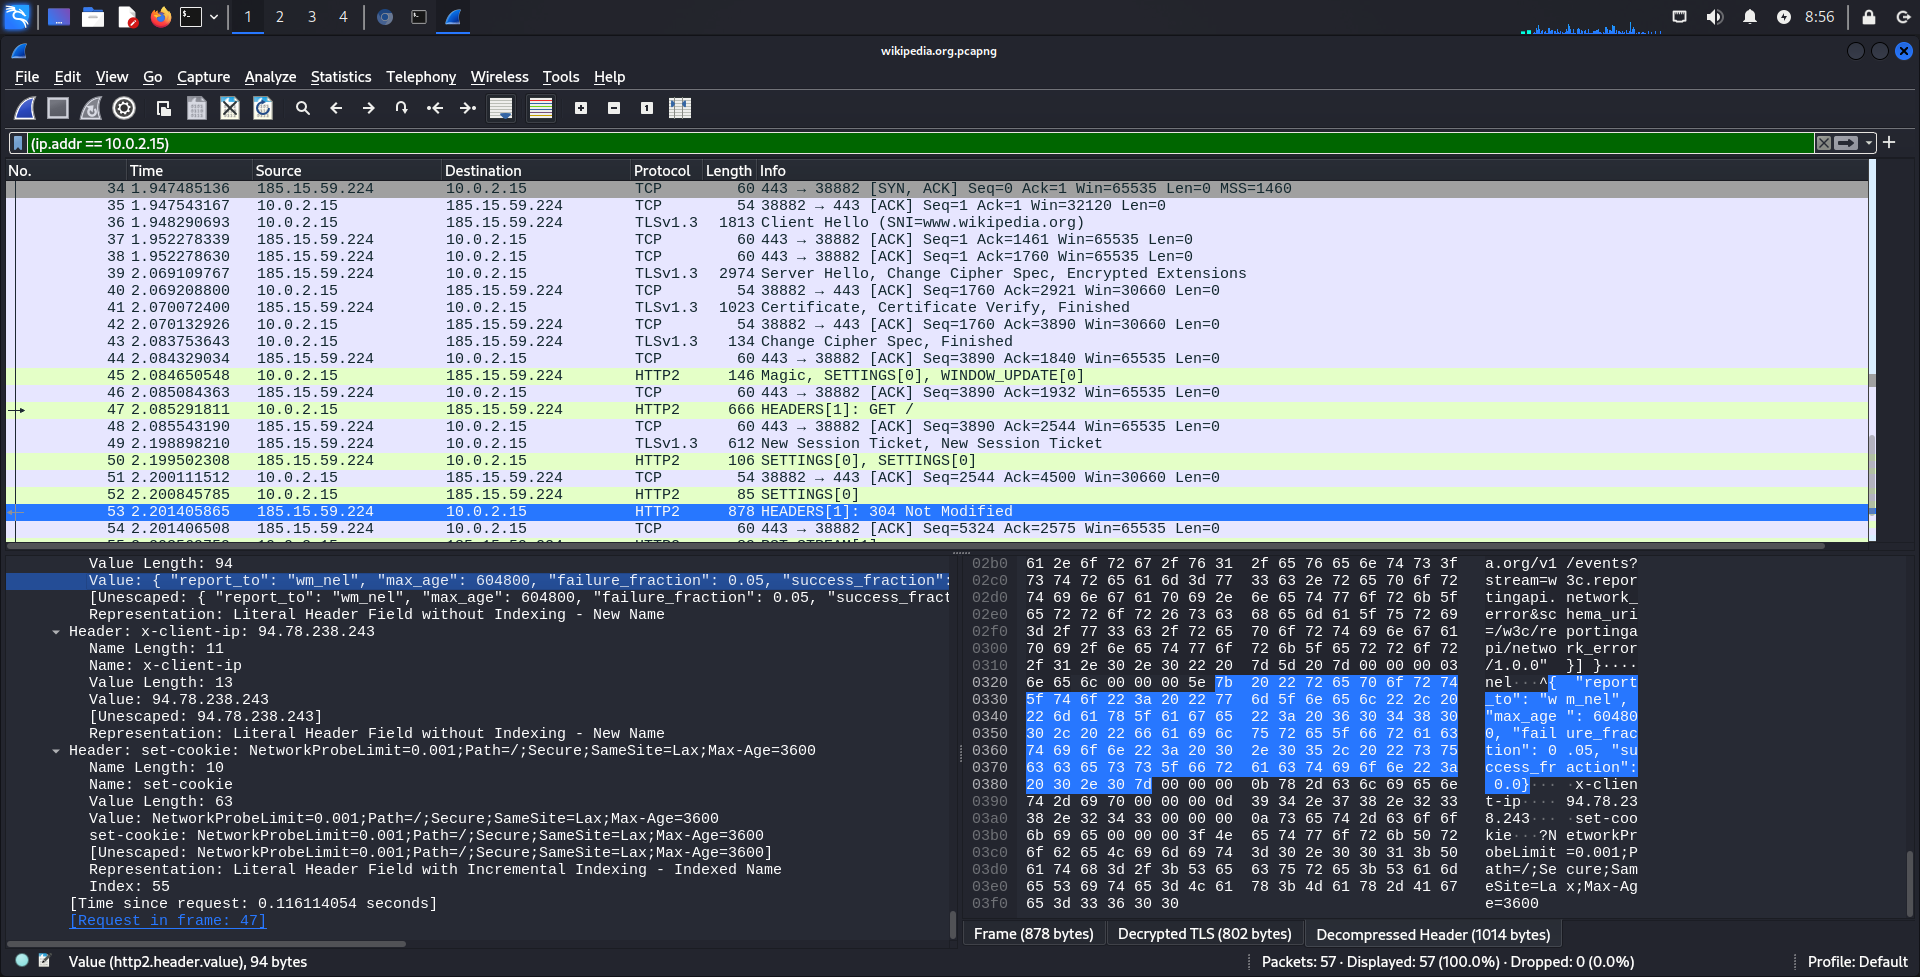 1 2 3 4 8:56
wikipedia.org.pcapng
File Edit View Go Capture Analyze Statistics Telephony Wireless Tools Help
(ip.addr == 10.0.2.15)
No. Time Source Destination Protocol Length Info
34 1.947485136 185.15.59.224 10.0.2.15 TCP 60 443 → 38882 [SYN, ACK] Seq=0 Ack=1 Win=65535 Len=0 MSS=1460
35 1.947543167 10.0.2.15 185.15.59.224 TCP 54 38882 → 443 [ACK] Seq=1 Ack=1 Win=32120 Len=0
36 1.948290693 10.0.2.15 185.15.59.224 TLSv1.3 1813 Client Hello (SNI=www.wikipedia.org)
37 1.952278339 185.15.59.224 10.0.2.15 TCP 60 443 → 38882 [ACK] Seq=1 Ack=1461 Win=65535 Len=0
38 1.952278630 185.15.59.224 10.0.2.15 TCP 60 443 → 38882 [ACK] Seq=1 Ack=1760 Win=65535 Len=0
39 2.069109767 185.15.59.224 10.0.2.15 TLSv1.3 2974 Server Hello, Change Cipher Spec, Encrypted Extensions
40 2.069208800 10.0.2.15 185.15.59.224 TCP 54 38882 → 443 [ACK] Seq=1760 Ack=2921 Win=30660 Len=0
41 2.070072400 185.15.59.224 10.0.2.15 TLSv1.3 1023 Certificate, Certificate Verify, Finished
42 2.070132926 10.0.2.15 185.15.59.224 TCP 54 38882 → 443 [ACK] Seq=1760 Ack=3890 Win=30660 Len=0
43 2.083753643 10.0.2.15 185.15.59.224 TLSv1.3 134 Change Cipher Spec, Finished
44 2.084329034 185.15.59.224 10.0.2.15 TCP 60 443 → 38882 [ACK] Seq=3890 Ack=1840 Win=65535 Len=0
45 2.084650548 10.0.2.15 185.15.59.224 HTTP2 146 Magic, SETTINGS[0], WINDOW_UPDATE[0]
46 2.085084363 185.15.59.224 10.0.2.15 TCP 60 443 → 38882 [ACK] Seq=3890 Ack=1932 Win=65535 Len=0
47 2.085291811 10.0.2.15 185.15.59.224 HTTP2 666 HEADERS[1]: GET /
48 2.085543190 185.15.59.224 10.0.2.15 TCP 60 443 → 38882 [ACK] Seq=3890 Ack=2544 Win=65535 Len=0
49 2.198898210 185.15.59.224 10.0.2.15 TLSv1.3 612 New Session Ticket, New Session Ticket
50 2.199502308 185.15.59.224 10.0.2.15 HTTP2 106 SETTINGS[0], SETTINGS[0]
51 2.200111512 10.0.2.15 185.15.59.224 TCP 54 38882 → 443 [ACK] Seq=2544 Ack=4500 Win=30660 Len=0
52 2.200845785 10.0.2.15 185.15.59.224 HTTP2 85 SETTINGS[0]
53 2.201405865 185.15.59.224 10.0.2.15 HTTP2 878 HEADERS[1]: 304 Not Modified
54 2.201406508 185.15.59.224 10.0.2.15 TCP 60 443 → 38882 [ACK] Seq=5324 Ack=2575 Win=65535 Len=0
Value Length: 94
Value: { "report_to": "wm_nel", "max_age": 604800, "failure_fraction": 0.05, "success_fraction":
[Unescaped: { "report_to": "wm_nel", "max_age": 604800, "failure_fraction": 0.05, "success_fract
Representation: Literal Header Field without Indexing - New Name
Header: x-client-ip: 94.78.238.243
Name Length: 11
Name: x-client-ip
Value Length: 13
Value: 94.78.238.243
[Unescaped: 94.78.238.243]
Representation: Literal Header Field without Indexing - New Name
Header: set-cookie: NetworkProbeLimit=0.001;Path=/;Secure;SameSite=Lax;Max-Age=3600
Name Length: 10
Name: set-cookie
Value Length: 63
Value: NetworkProbeLimit=0.001;Path=/;Secure;SameSite=Lax;Max-Age=3600
set-cookie: NetworkProbeLimit=0.001;Path=/;Secure;SameSite=Lax;Max-Age=3600
[Unescaped: NetworkProbeLimit=0.001;Path=/;Secure;SameSite=Lax;Max-Age=3600]
Representation: Literal Header Field with Incremental Indexing - Indexed Name
Index: 55
[Time since request: 0.116114054 seconds]
[Request in frame: 47]
02b0 61 2e 6f 72 67 2f 76 31 2f 65 76 65 6e 74 73 3f a.org/v1 /events?
02c0 73 74 72 65 61 6d 3d 77 33 63 2e 72 65 70 6f 72 stream=w 3c.repor
02d0 74 69 6e 67 61 70 69 2e 6e 65 74 77 6f 72 6b 5f tingapi. network_
02e0 65 72 72 6f 72 26 73 63 68 65 6d 61 5f 75 72 69 error&sc hema_uri
02f0 3d 2f 77 33 63 2f 72 65 70 6f 72 74 69 6e 67 61 =/w3c/re portinga
0300 70 69 2f 6e 65 74 77 6f 72 6b 5f 65 72 72 6f 72 pi/netwo rk_error
0310 2f 31 2e 30 2e 30 22 20 7d 5d 20 7d 00 00 00 03 /1.0.0"  }] }····
0320 6e 65 6c 00 00 00 5e 7b 20 22 72 65 70 6f 72 74 nel···^{  "report
0330 5f 74 6f 22 3a 20 22 77 6d 5f 6e 65 6c 22 2c 20 _to": "w m_nel",
0340 22 6d 61 78 5f 61 67 65 22 3a 20 36 30 34 38 30 "max_age ": 60480
0350 30 2c 20 22 66 61 69 6c 75 72 65 5f 66 72 61 63 0, "fail ure_frac
0360 74 69 6f 6e 22 3a 20 30 2e 30 35 2c 20 22 73 75 tion": 0 .05, "su
0370 63 63 65 73 73 5f 66 72 61 63 74 69 6f 6e 22 3a ccess_fr action":
0380 20 30 2e 30 7d 00 00 00 0b 78 2d 63 6c 69 65 6e  0.0}··· ·x-clien
0390 74 2d 69 70 00 00 00 0d 39 34 2e 37 38 2e 32 33 t-ip···· 94.78.23
03a0 38 2e 32 34 33 00 00 00 0a 73 65 74 2d 63 6f 6f 8.243··· ·set-coo
03b0 6b 69 65 00 00 00 3f 4e 65 74 77 6f 72 6b 50 72 kie···?N etworkPr
03c0 6f 62 65 4c 69 6d 69 74 3d 30 2e 30 30 31 3b 50 obeLimit =0.001;P
03d0 61 74 68 3d 2f 3b 53 65 63 75 72 65 3b 53 61 6d ath=/;Se cure;Sam
03e0 65 53 69 74 65 3d 4c 61 78 3b 4d 61 78 2d 41 67 eSite=La x;Max-Ag
03f0 65 3d 33 36 30 30 e=3600
Frame (878 bytes) Decrypted TLS (802 bytes) Decompressed Header (1014 bytes)
Value (http2.header.value), 94 bytes Packets: 57 · Displayed: 57 (100.0%) · Dropped: 0 (0.0%) Profile: Default